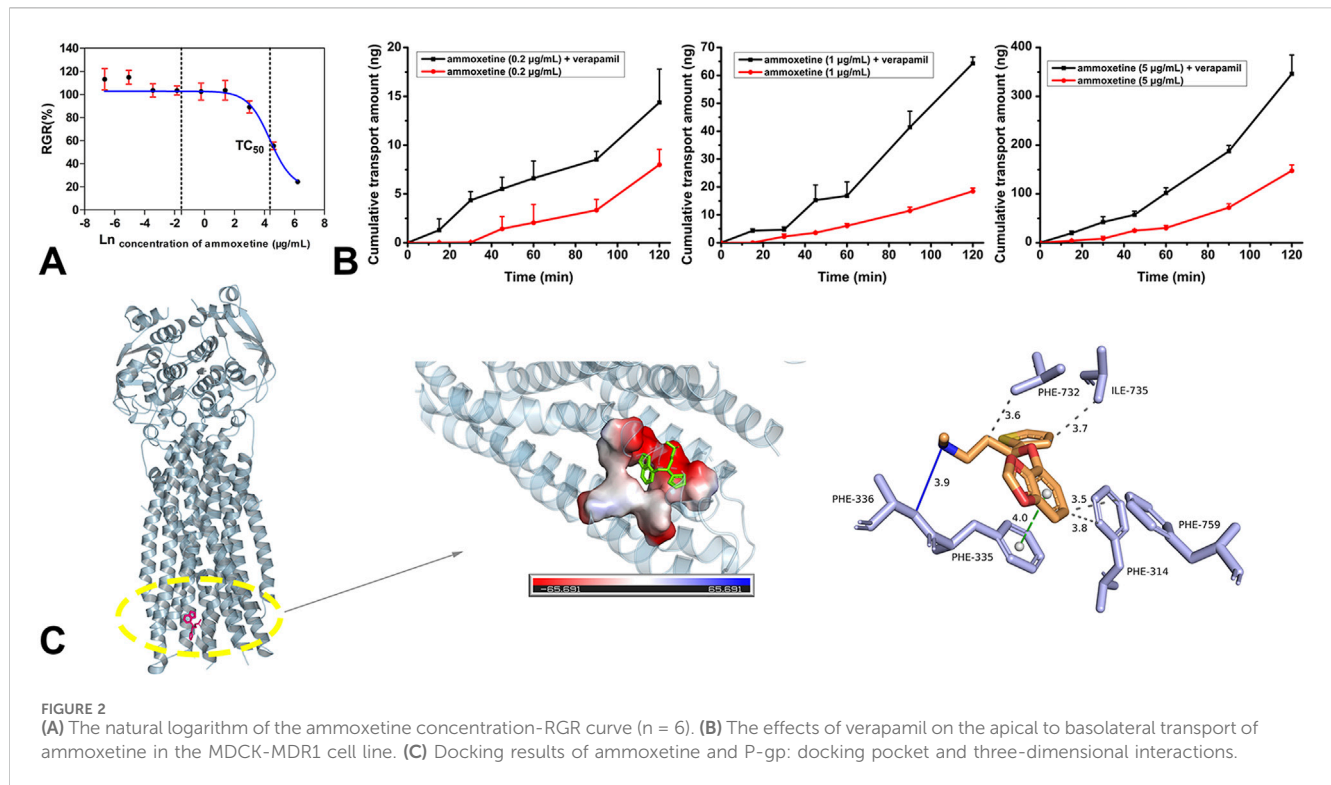 140
120
100
80
60
40
20
0
RGR(%)
TC50
-8 -6 -4 -2 0 2 4 6 8
Ln concentration of ammoxetine (µg/mL)
A
20
15
10
5
0
Cumulative transport amount (ng)
ammoxetine (0.2 µg/mL) + verapamil
ammoxetine (0.2 µg/mL)
0 20 40 60 80 100 120
Time (min)
B
70
60
50
40
30
20
10
0
Cumulative transport amount (ng)
ammoxetine (1 µg/mL) + verapamil
ammoxetine (1 µg/mL)
0 20 40 60 80 100 120
Time (min)
400
300
200
100
0
Cumulative transport amount (ng)
ammoxetine (5 µg/mL) + verapamil
ammoxetine (5 µg/mL)
0 20 40 60 80 100 120
Time (min)
C
-65.691 65.691
PHE-732
ILE-735
3.6
3.7
PHE-336
3.9
3.5
4.0
3.8
PHE-759
PHE-335
PHE-314
FIGURE 2
(A) The natural logarithm of the ammoxetine concentration-RGR curve (n = 6). (B) The effects of verapamil on the apical to basolateral transport of
ammoxetine in the MDCK-MDR1 cell line. (C) Docking results of ammoxetine and P-gp: docking pocket and three-dimensional interactions.